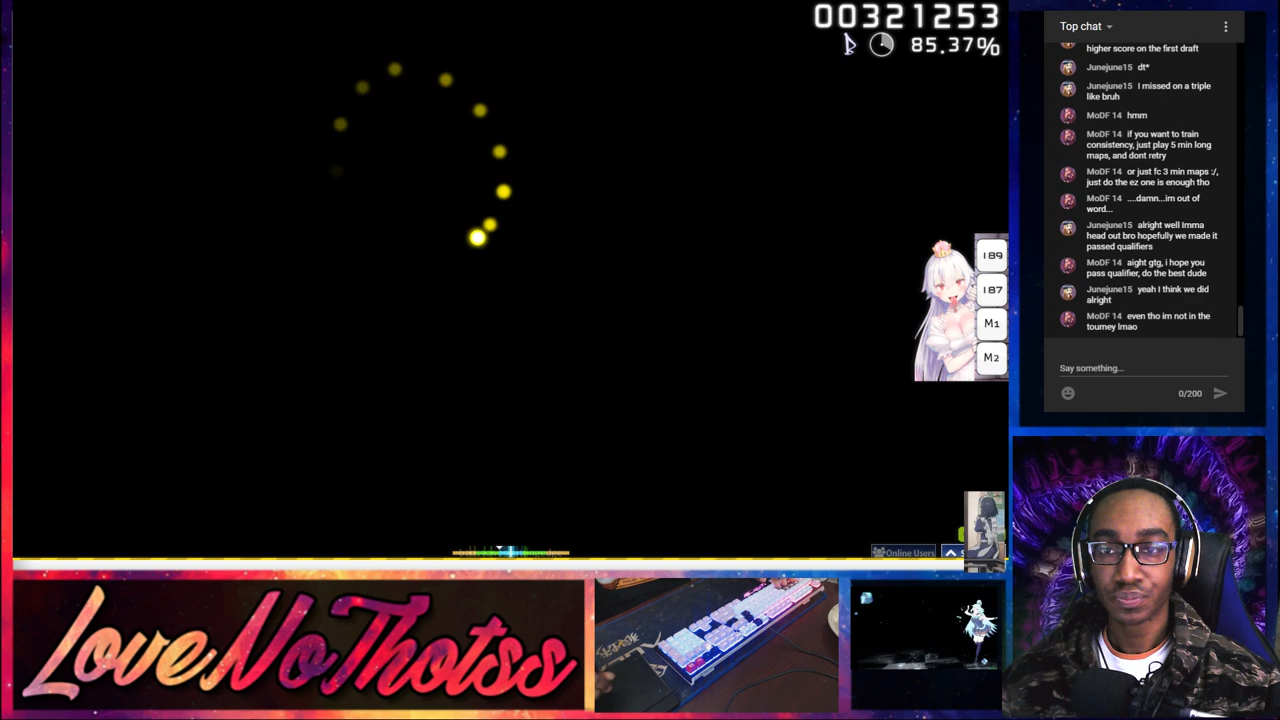 00321253
85.37%
189
187
M1
M2
Online Users
LoveNoThotss
Top chat
higher score on the first draft
Junejune15 dt*
Junejune15 I missed on a triple
like bruh
MoDF 14 hmm
MoDF 14 if you want to train
consistency, just play 5 min long
maps, and dont retry
MoDF 14 or just fc 3 min maps :/,
just do the ez one is enough tho
MoDF 14 ....damn...im out of
word...
Junejune15 alright well Imma
head out bro hopefully we made it
passed qualifiers
MoDF 14 aight gtg, i hope you
pass qualifier, do the best dude
Junejune15 yeah I think we did
alright
MoDF 14 even tho im not in the
tourney lmao
Say something...
0/200